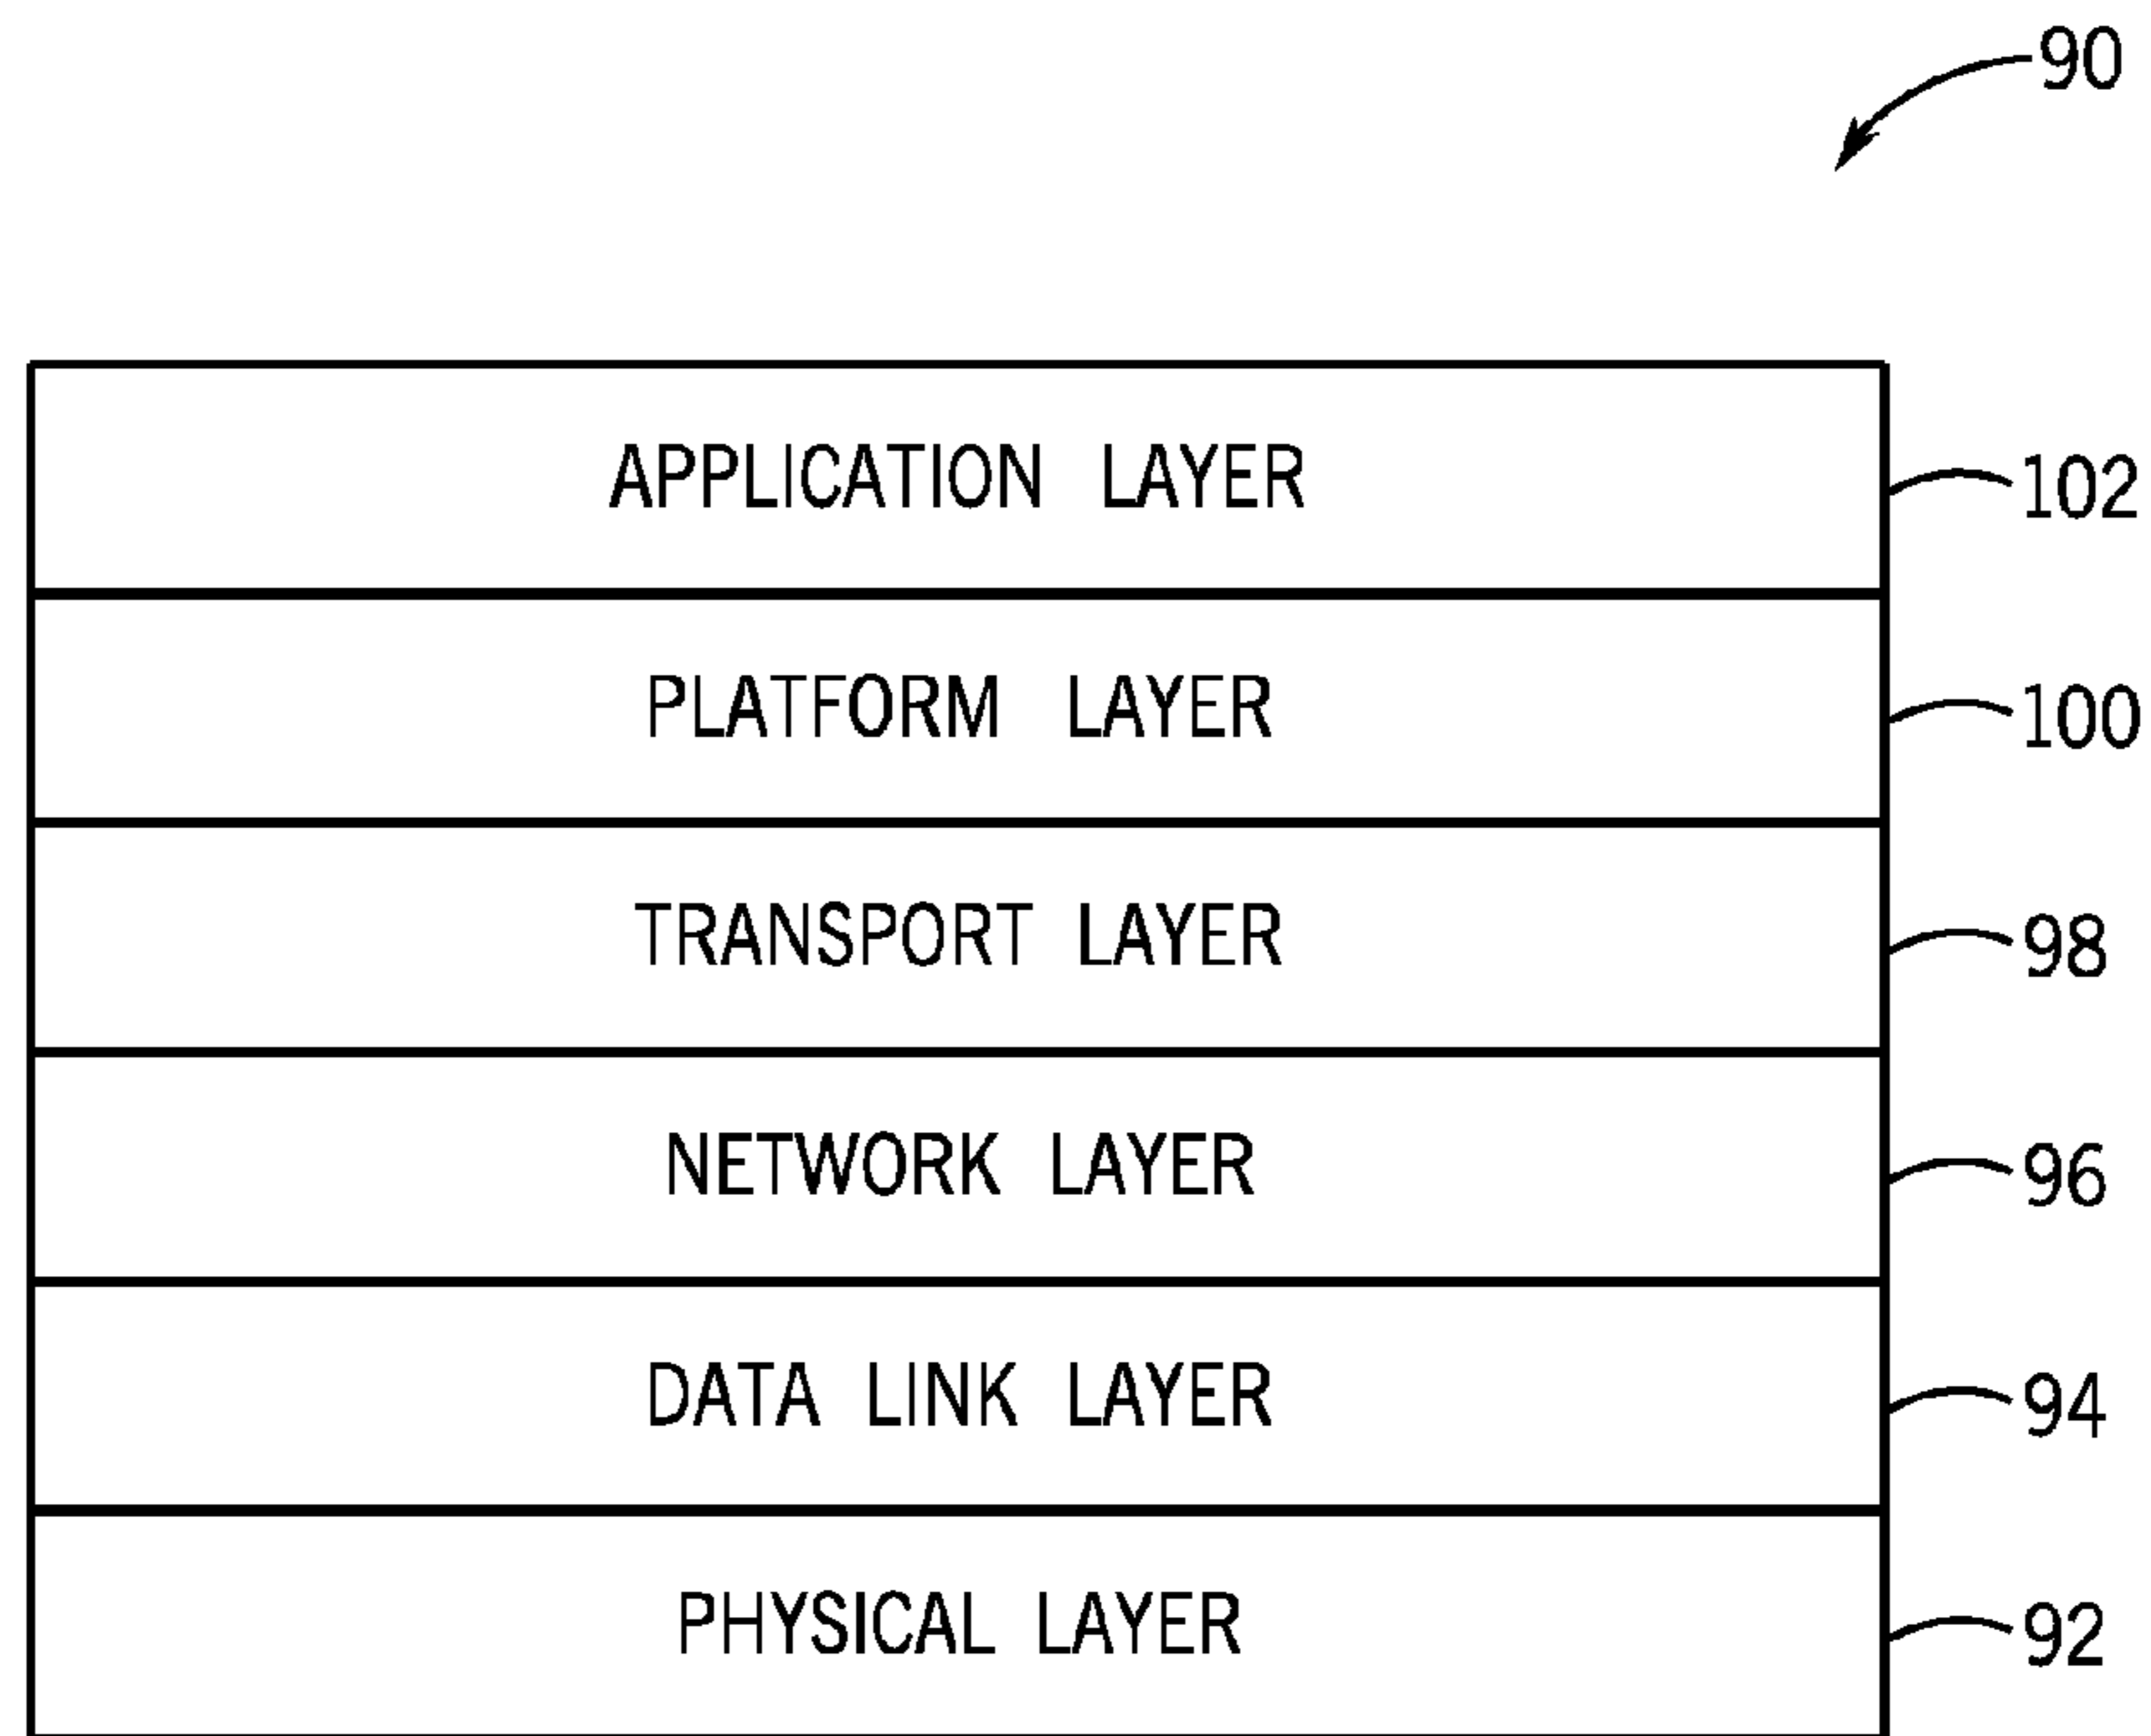 90
APPLICATION LAYER
102
PLATFORM LAYER
100
TRANSPORT LAYER
98
NETWORK LAYER
96
DATA LINK LAYER
94
PHYSICAL LAYER
92